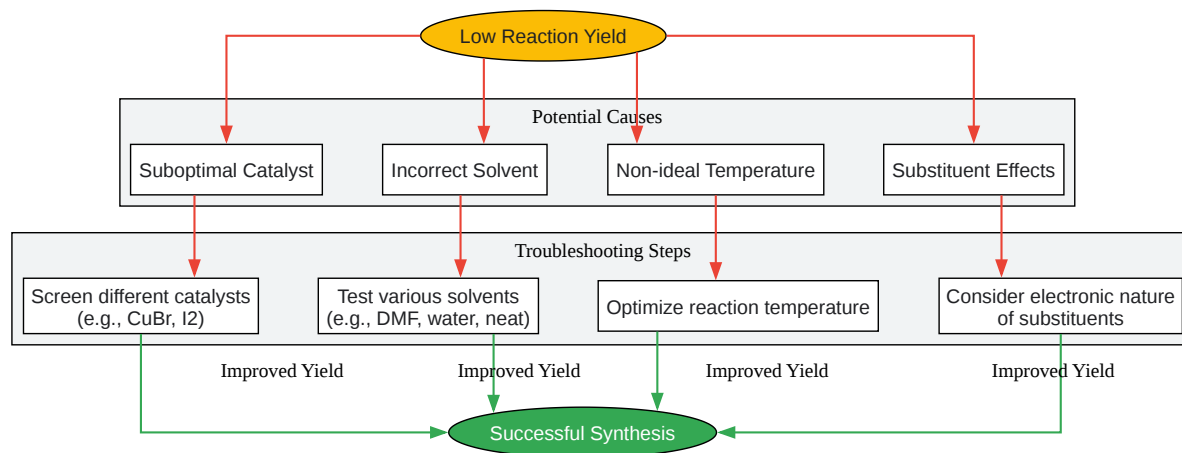 Low Reaction Yield
Potential Causes
Suboptimal Catalyst
Incorrect Solvent
Non-ideal Temperature
Substituent Effects
Troubleshooting Steps
Screen different catalysts
(e.g., CuBr, I2)
Test various solvents
(e.g., DMF, water, neat)
Optimize reaction temperature
Consider electronic nature
of substituents
Improved Yield
Improved Yield
Improved Yield
Improved Yield
Successful Synthesis